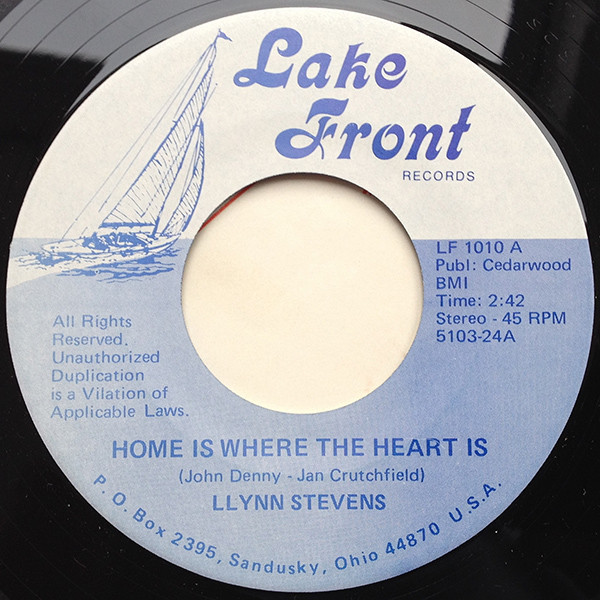 Lake
Front
RECORDS
LF 1010 A
Publ: Cedarwood
BMI
Time: 2:42
Stereo - 45 RPM
5103-24A
All Rights
Reserved.
Unauthorized
Duplication
is a Vilation of
Applicable Laws.
HOME IS WHERE THE HEART IS
(John Denny - Jan Crutchfield)
LLYNN STEVENS
P. O. Box 2395, Sandusky, Ohio 44870 U.S.A.